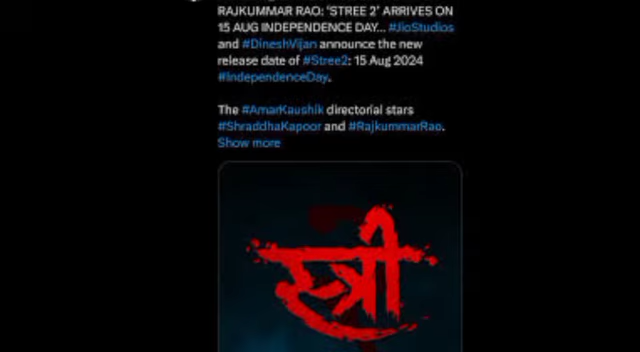 RAJKUMMAR RAO: ‘STREE 2’ ARRIVES ON
15 AUG INDEPENDENCE DAY... #JioStudios
and #DineshVijan announce the new
release date of #Stree2: 15 Aug 2024
#IndependenceDay.
The #AmarKaushik directorial stars
#ShraddhaKapoor and #RajkummarRao.
Show more
स्त्री